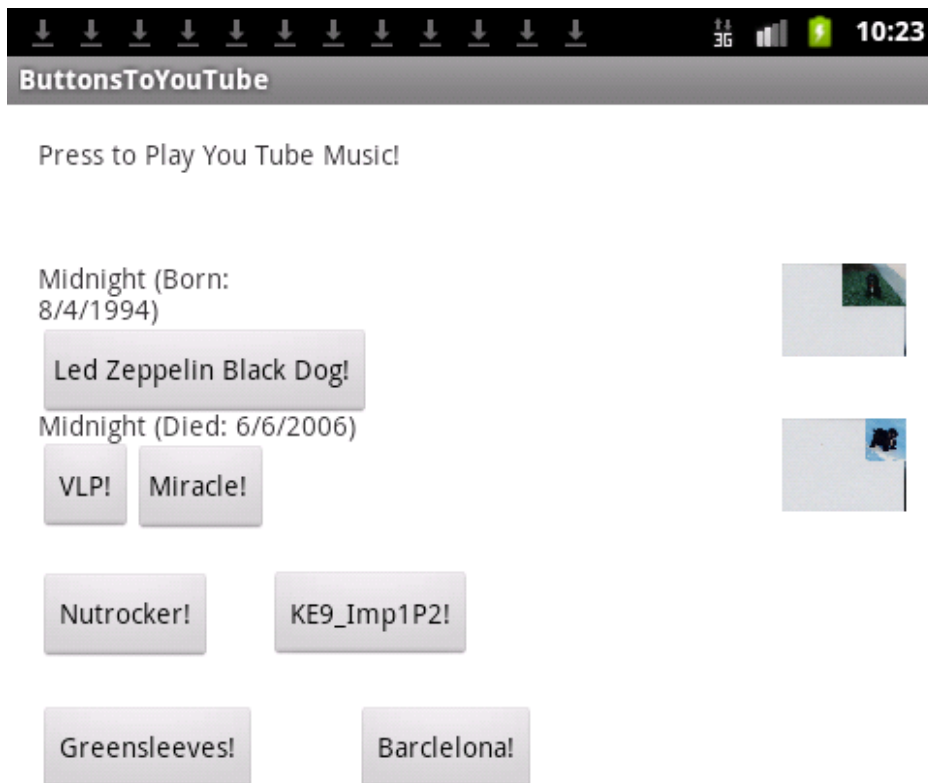 3G 10:23
ButtonsToYouTube
Press to Play You Tube Music!
Midnight (Born:
8/4/1994)
Led Zeppelin Black Dog!
Midnight (Died: 6/6/2006)
VLP! Miracle!
Nutrocker! KE9_Imp1P2!
Greensleeves! Barclelona!